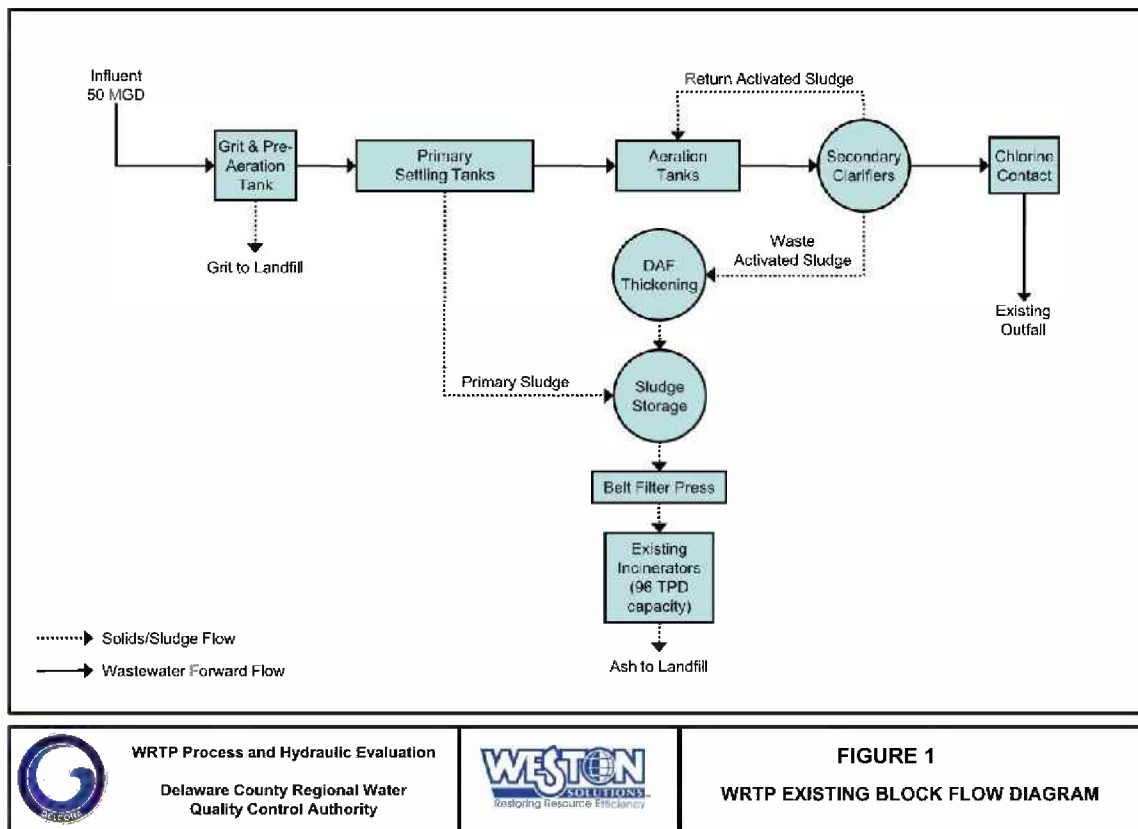 Influent
50 MGD
Return Activated Sludge
Grit & Pre-
Aeration
Tank
Primary
Settling Tanks
Aeration
Tanks
Secondary
Clarifiers
Chlorine
Contact
Grit to Landfill
Waste
Activated Sludge
DAF
Thickening
Existing
Outfall
Primary Sludge
Sludge
Storage
Belt Filter Press
Existing
Incinerators
(96 TPD
capacity)
Ash to Landfill
Solids/Sludge Flow
Wastewater Forward Flow
DELCORA
WRTP Process and Hydraulic Evaluation
Delaware County Regional Water
Quality Control Authority
WESTON
SOLUTIONS
Restoring Resource Efficiency
FIGURE 1
WRTP EXISTING BLOCK FLOW DIAGRAM